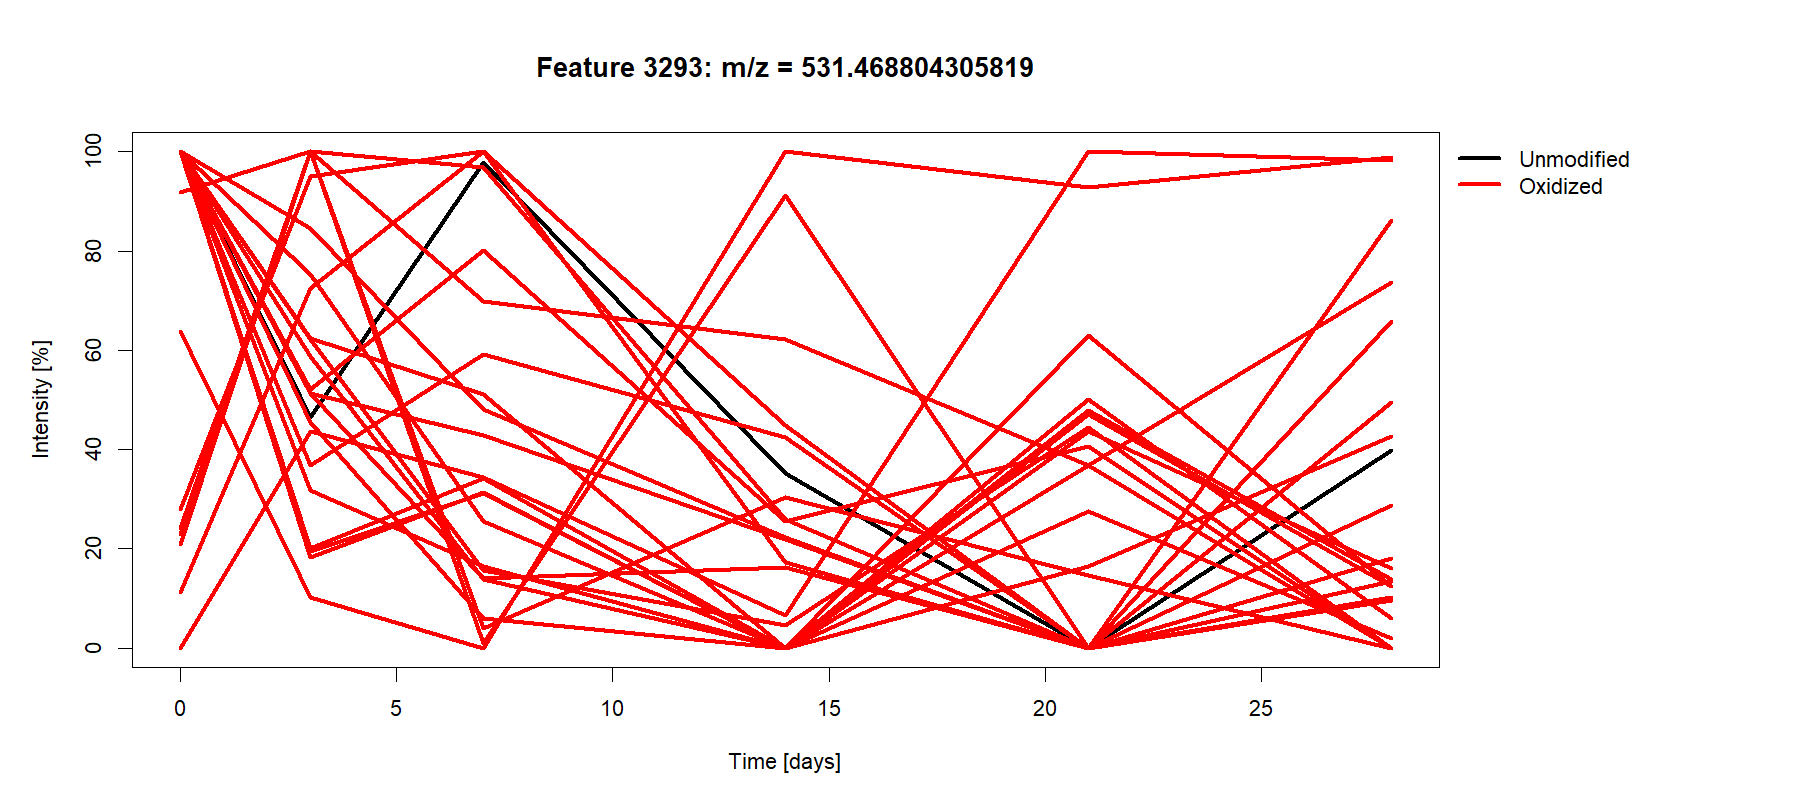 Feature 3293: m/z = 531.468804305819
Unmodified
Oxidized
Intensity [%]
100
80
60
40
20
0
0 5 10 15 20 25
Time [days]